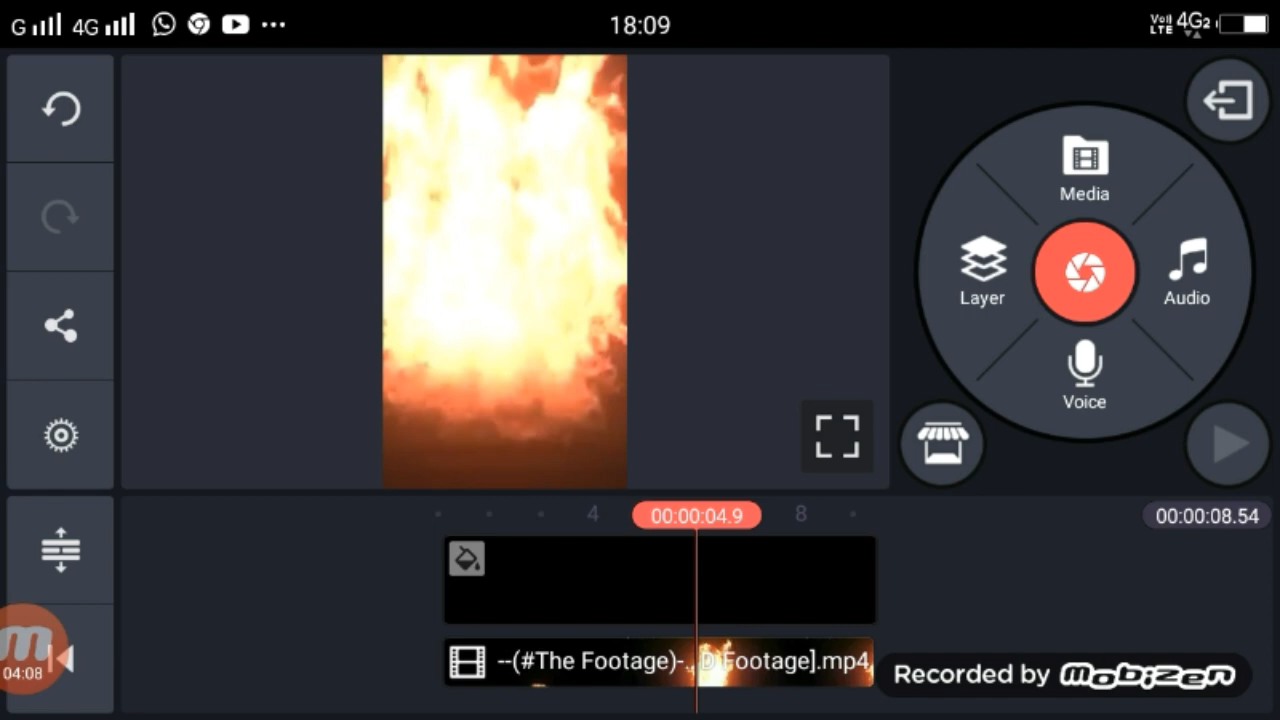 G 4G 18:09 VoLTE 4G2
Media
Layer
Audio
Voice
4 00:00:04.9 8 00:00:08.54
--(#The Footage)-.. D Footage].mp4
m
04:08
Recorded by mobizen